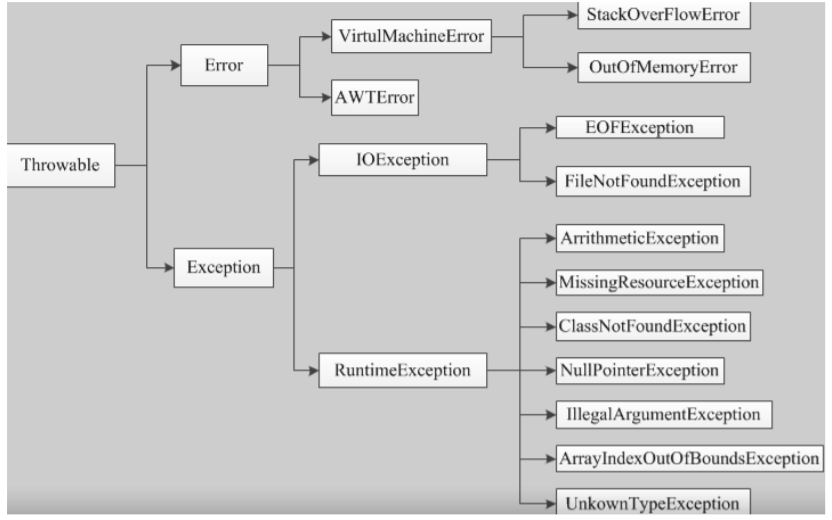 StackOverFlowError
VirtulMachineError
Error
OutOfMemoryError
AWTError
EOFException
IOException
Throwable
FileNotFoundException
ArrithmeticException
Exception
MissingResourceException
ClassNotFoundException
RuntimeException
NullPointerException
IllegalArgumentException
ArrayIndexOutOfBoundsException
UnkownTypeException